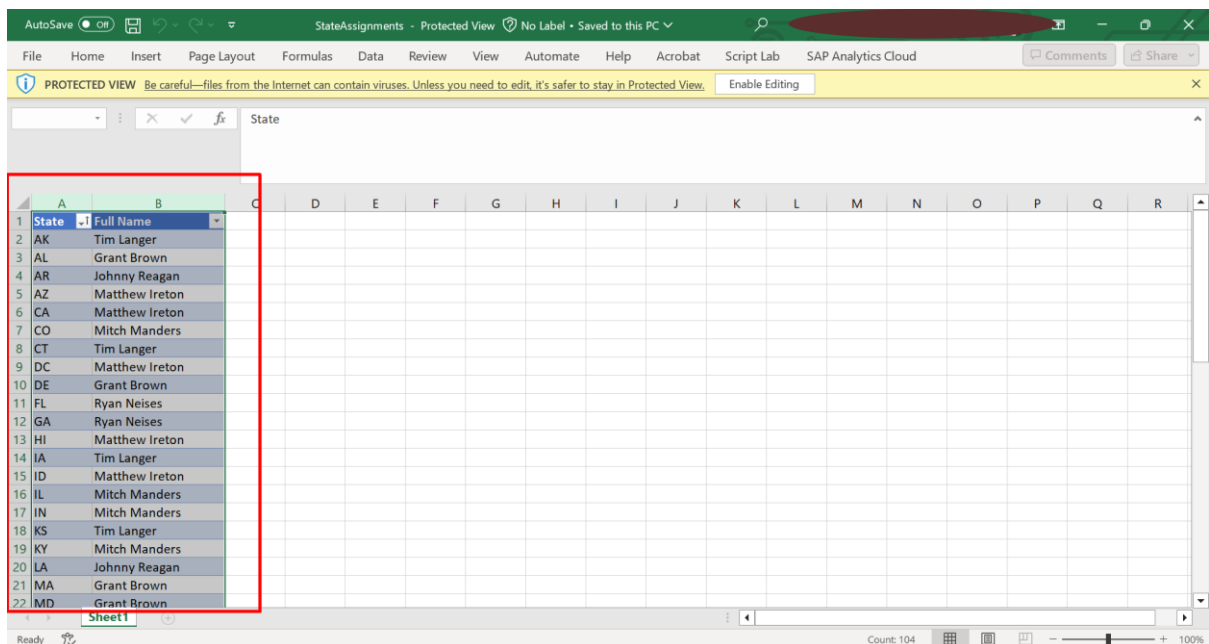 AutoSave Off StateAssignments - Protected View No Label • Saved to this PC
File Home Insert Page Layout Formulas Data Review View Automate Help Acrobat Script Lab SAP Analytics Cloud Comments Share
PROTECTED VIEW Be careful—files from the Internet can contain viruses. Unless you need to edit, it's safer to stay in Protected View. Enable Editing
fx State
A B C D E F G H I J K L M N O P Q R
1 State Full Name
2 AK Tim Langer
3 AL Grant Brown
4 AR Johnny Reagan
5 AZ Matthew Ireton
6 CA Matthew Ireton
7 CO Mitch Manders
8 CT Tim Langer
9 DC Matthew Ireton
10 DE Grant Brown
11 FL Ryan Neises
12 GA Ryan Neises
13 HI Matthew Ireton
14 IA Tim Langer
15 ID Matthew Ireton
16 IL Mitch Manders
17 IN Mitch Manders
18 KS Tim Langer
19 KY Mitch Manders
20 LA Johnny Reagan
21 MA Grant Brown
22 MD Grant Brown
Sheet1
Ready Count: 104 100%